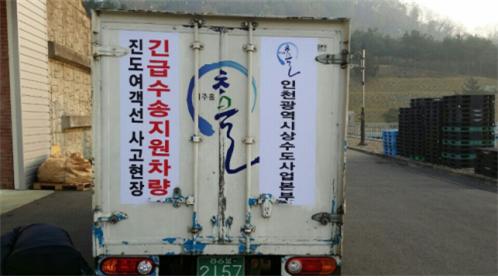 긴급수송지원차량
진도여객선 사고현장
미추홀
인천광역시상수도사업본부
2157